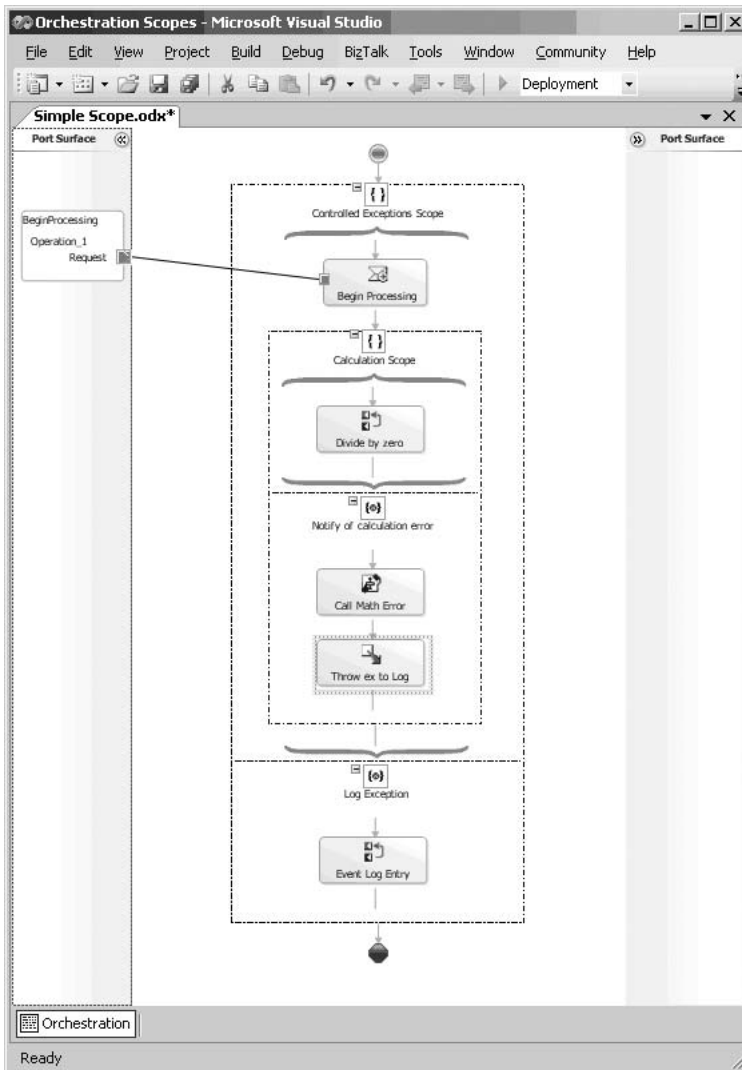 Orchestration Scopes - Microsoft Visual Studio
File Edit View Project Build Debug BizTalk Tools Window Community Help
Deployment
Simple Scope.odx*
Port Surface
Port Surface
BeginProcessing
Operation_1
Request
Controlled Exceptions Scope
Begin Processing
Calculation Scope
Divide by zero
Notify of calculation error
Call Math Error
Throw ex to Log
Log Exception
Event Log Entry
Orchestration
Ready